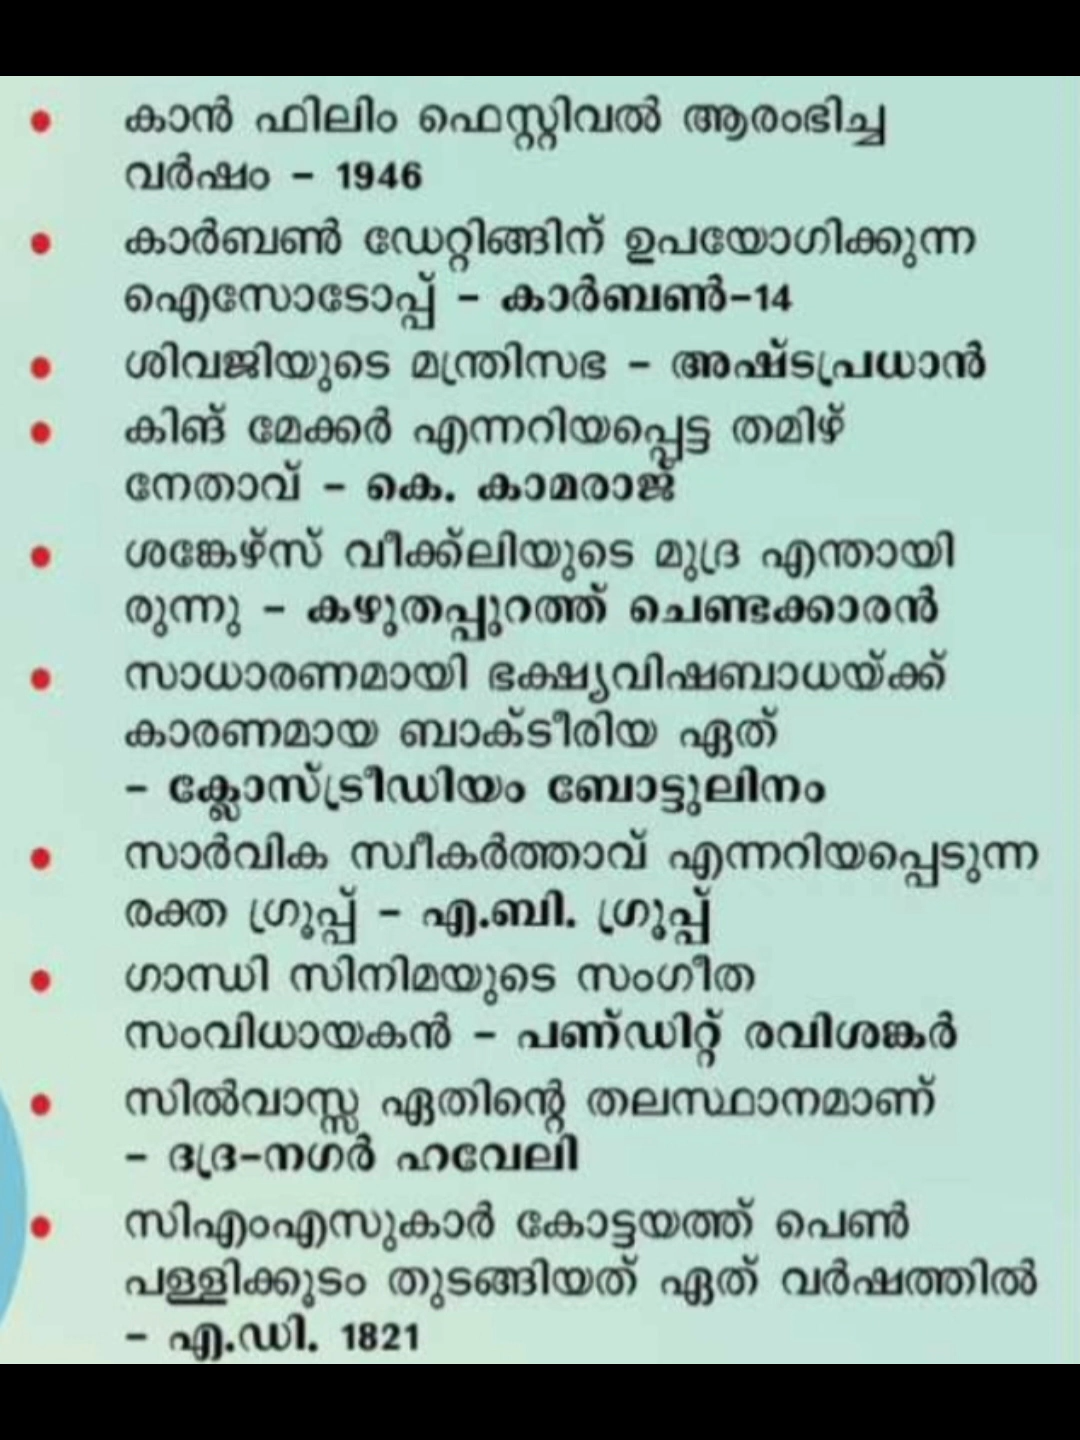 • കാൻ ഫിലിം ഫെസ്റ്റിവൽ ആരംഭിച്ച
വർഷം – 1946
• കാർബൺ ഡേറ്റിങ്ങിന് ഉപയോഗിക്കുന്ന
ഐസോടോപ്പ് – കാർബൺ-14
• ശിവജിയുടെ മന്ത്രിസഭ – അഷ്ടപ്രധാൻ
• കിങ് മേക്കർ എന്നറിയപ്പെട്ട തമിഴ്
നേതാവ് – കെ. കാമരാജ്
• ശങ്കേഴ്സ് വീക്ക്‌ലിയുടെ മുദ്ര എന്തായി
രുന്നു – കഴുതപ്പുറത്ത് ചെണ്ടക്കാരൻ
• സാധാരണമായി ഭക്ഷ്യവിഷബാധയ്ക്ക്
കാരണമായ ബാക്ടീരിയ ഏത്
– ക്ലോസ്ട്രീഡിയം ബോട്ടുലിനം
• സാർവിക സ്വീകർത്താവ് എന്നറിയപ്പെടുന്ന
രക്ത ഗ്രൂപ്പ് – എ.ബി. ഗ്രൂപ്പ്
• ഗാന്ധി സിനിമയുടെ സംഗീത
സംവിധായകൻ – പണ്ഡിറ്റ് രവിശങ്കർ
• സിൽവാസ്സ ഏതിന്റെ തലസ്ഥാനമാണ്
– ദദ്ര-നഗർ ഹവേലി
• സിഎംഎസുകാർ കോട്ടയത്ത് പെൺ
പള്ളിക്കൂടം തുടങ്ങിയത് ഏത് വർഷത്തിൽ
– എ.ഡി. 1821